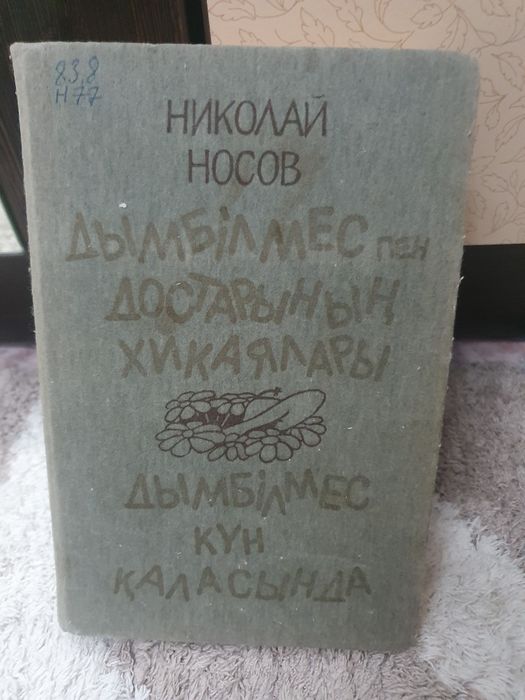 83,8
Н77
НИКОЛАЙ
НОСОВ
ДЫМБІЛМЕС ПЕН
ДОСТАРЫНЫҢ
ХИКАЯЛАРЫ
ДЫМБІЛМЕС
КҮН
ҚАЛАСЫНДА